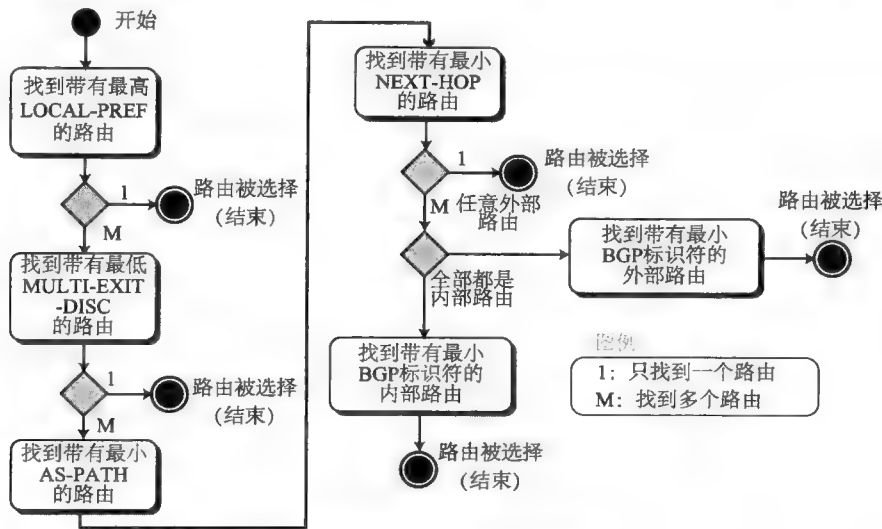 开始
找到带有最高
LOCAL-PREF
的路由
1
路由被选择
(结束)
M
找到带有最低
MULTI-EXIT
-DISC
的路由
1
路由被选择
(结束)
M
找到带有最小
AS-PATH
的路由
找到带有最小
NEXT-HOP
的路由
1
路由被选择
(结束)
M
任意外部
路由
找到带有最小
BGP标识符的
外部路由
路由被选择
(结束)
全部都是
内部路由
找到带有最小
BGP标识符的
内部路由
路由被选择
(结束)
图例
1: 只找到一个路由
M: 找到多个路由